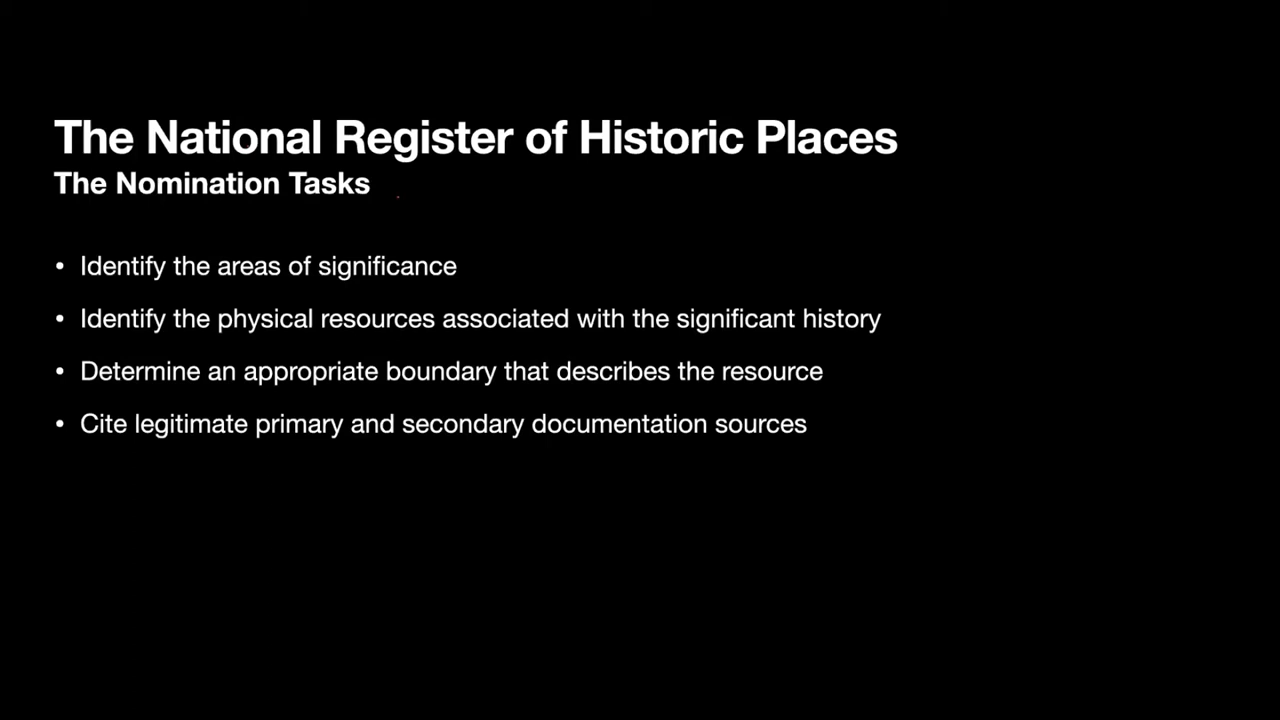 The National Register of Historic Places
The Nomination Tasks
• Identify the areas of significance
• Identify the physical resources associated with the significant history
• Determine an appropriate boundary that describes the resource
• Cite legitimate primary and secondary documentation sources